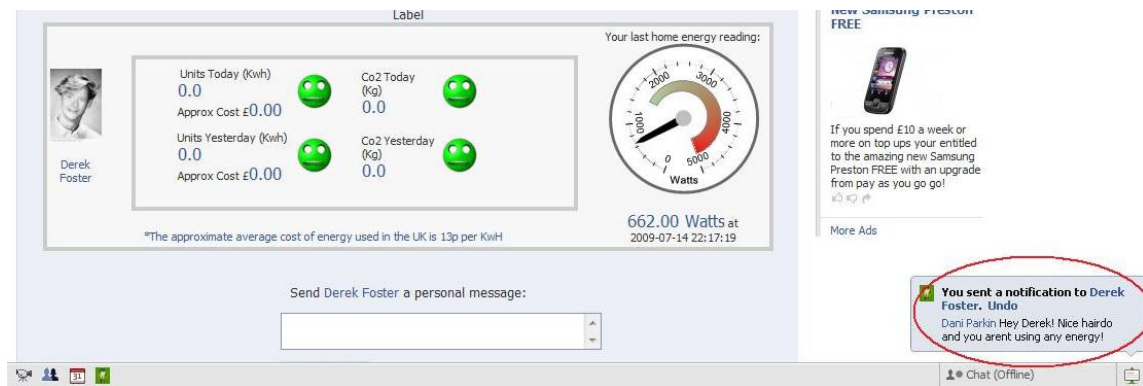 Label
Your last home energy reading:
Units Today (Kwh)
0.0
Approx Cost £0.00
Co2 Today
(Kg)
0.0
Units Yesterday (Kwh)
0.0
Approx Cost £0.00
Co2 Yesterday
(Kg)
0.0
Derek
Foster
0
1000
2000
3000
4000
5000
Watts
662.00 Watts at
2009-07-14 22:17:19
*The approximate average cost of energy used in the UK is 13p per KwH
Send Derek Foster a personal message:
New Samsung Preston
FREE
If you spend £10 a week or
more on top ups your entitled
to the amazing new Samsung
Preston FREE with an upgrade
from pay as you go go!
More Ads
You sent a notification to Derek
Foster. Undo
Dani Parkin Hey Derek! Nice hairdo
and you arent using any energy!
31
Chat (Offline)